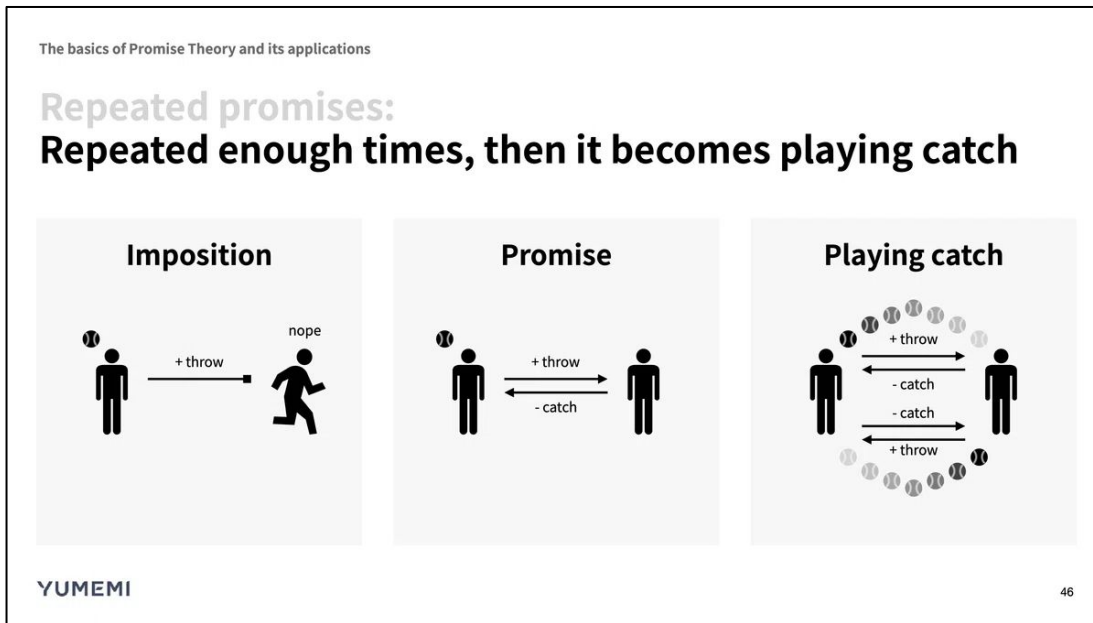 The basics of Promise Theory and its applications
Repeated promises:
Repeated enough times, then it becomes playing catch
Imposition
nope
+ throw
Promise
+ throw
- catch
Playing catch
+ throw
- catch
- catch
+ throw
YUMEMI
46